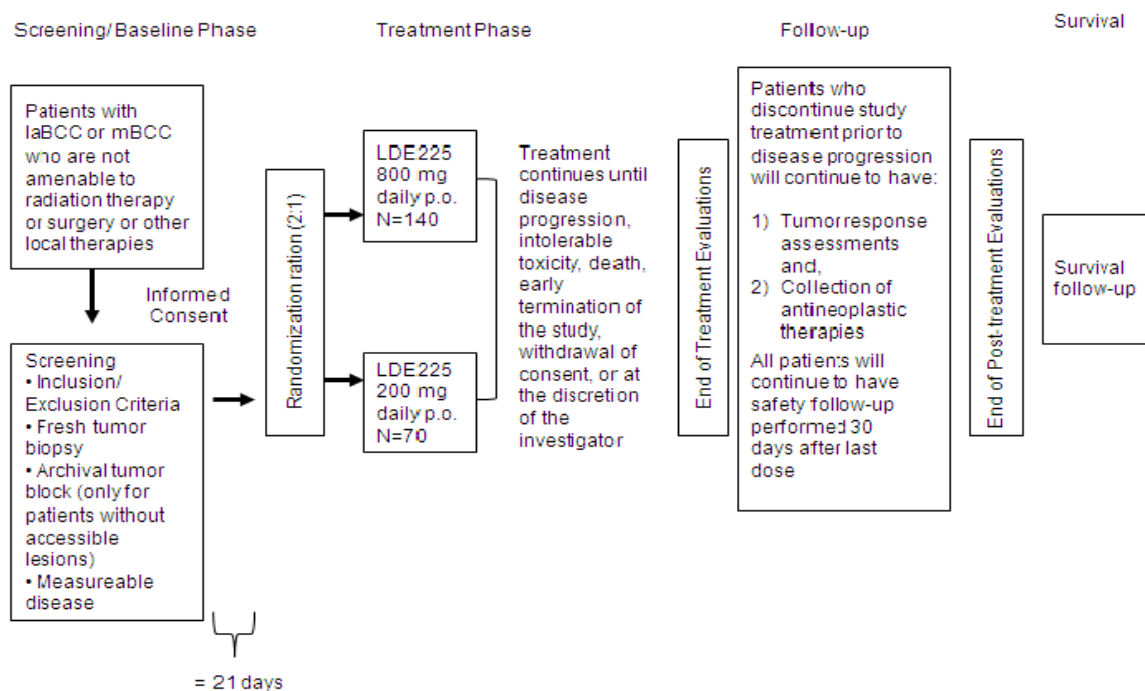 Screening/Baseline Phase
Treatment Phase
Follow-up
Survival
Patients with
laBCC or mBCC
who are not
amenable to
radiation therapy
or surgery or other
local therapies
Informed
Consent
Screening
• Inclusion/
Exclusion Criteria
• Fresh tumor
biopsy
• Archival tumor
block (only for
patients without
accessible
lesions)
• Measureable
disease
= 21 days
Randomization ration (2:1)
LDE225
800 mg
daily p.o.
N=140
LDE225
200 mg
daily p.o.
N=70
Treatment
continues until
disease
progression,
intolerable
toxicity, death,
early
termination of
the study,
withdrawal of
consent, or at
the discretion
of the
investigator
End of Treatment Evaluations
Patients who
discontinue study
treatment prior to
disease progression
will continue to have:
1) Tumor response
assessments
and,
2) Collection of
antineoplastic
therapies
All patients will
continue to have
safety follow-up
performed 30
days after last
dose
End of Post-treatment Evaluations
Survival
follow-up